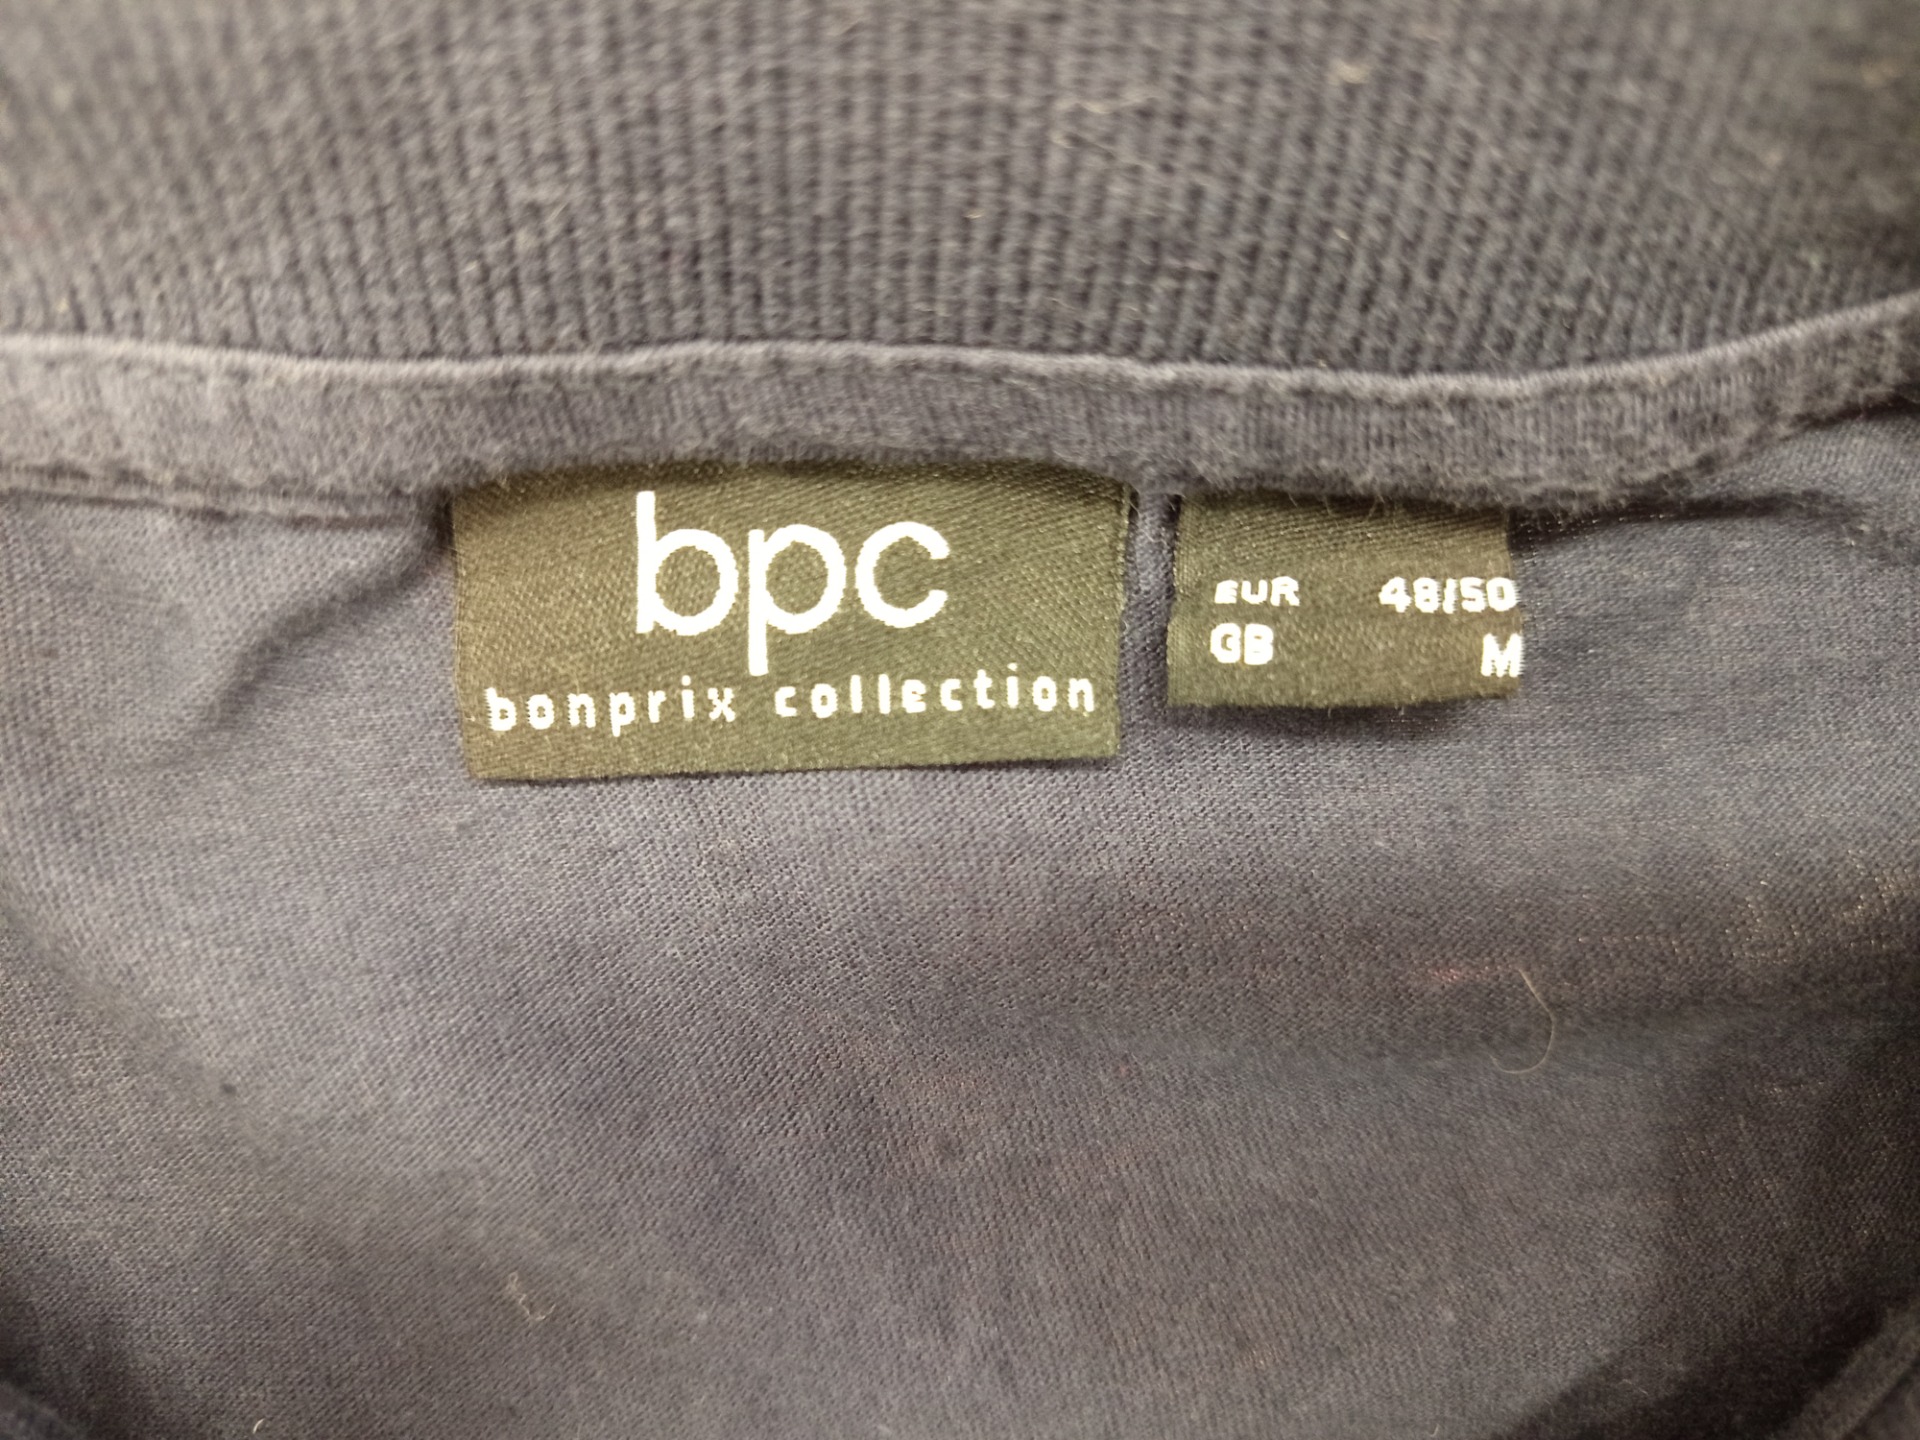 bpc
bonprix collection
EUR 48/50
GB M